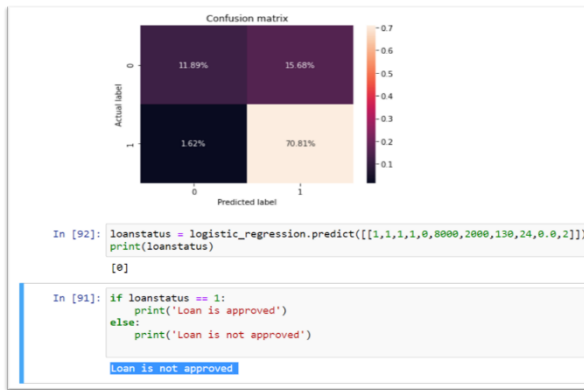 Confusion matrix
0.7
0.6
0.5
0.4
0.3
0.2
0.1
Actual label
0
11.89%
15.68%
1
1.62%
70.81%
0
1
Predicted label
In [92]: loanstatus = logistic_regression.predict([[1,1,1,1,0,8000,2000,130,24,0.0,2]])
print(loanstatus)
[0]
In [91]: if loanstatus == 1:
print('Loan is approved')
else:
print('Loan is not approved')
Loan is not approved